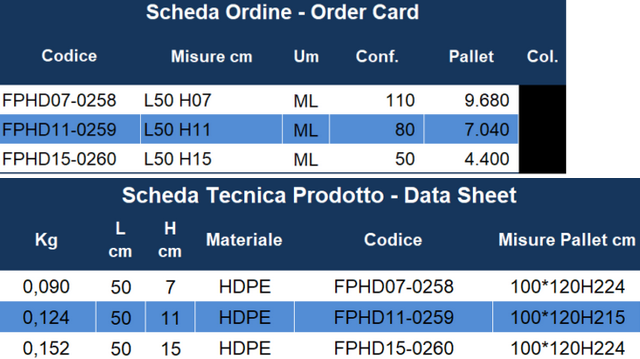 Scheda Ordine - Order Card
Codice Misure cm Um Conf. Pallet Col.
FPHD07-0258 L50 H07 ML 110 9.680
FPHD11-0259 L50 H11 ML 80 7.040
FPHD15-0260 L50 H15 ML 50 4.400
Scheda Tecnica Prodotto - Data Sheet
Kg L cm H cm Materiale Codice Misure Pallet cm
0,090 50 7 HDPE FPHD07-0258 100*120H224
0,124 50 11 HDPE FPHD11-0259 100*120H215
0,152 50 15 HDPE FPHD15-0260 100*120H224